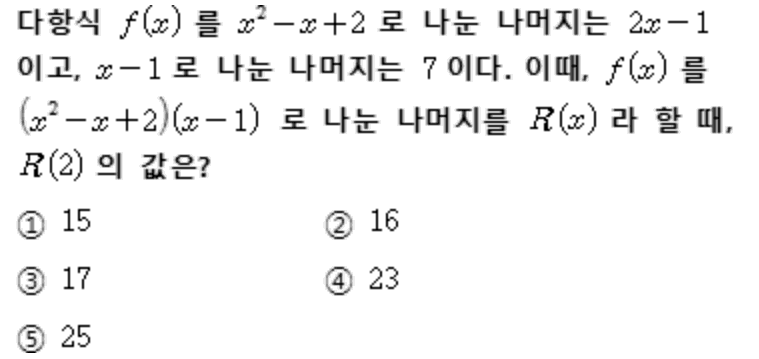 다항식 f(x) 를 x²−x+2 로 나눈 나머지는 2x−1
이고, x−1 로 나눈 나머지는 7 이다. 이때, f(x) 를
(x²−x+2)(x−1) 로 나눈 나머지를 R(x) 라 할 때,
R(2) 의 값은?
① 15 ② 16
③ 17 ④ 23
⑤ 25